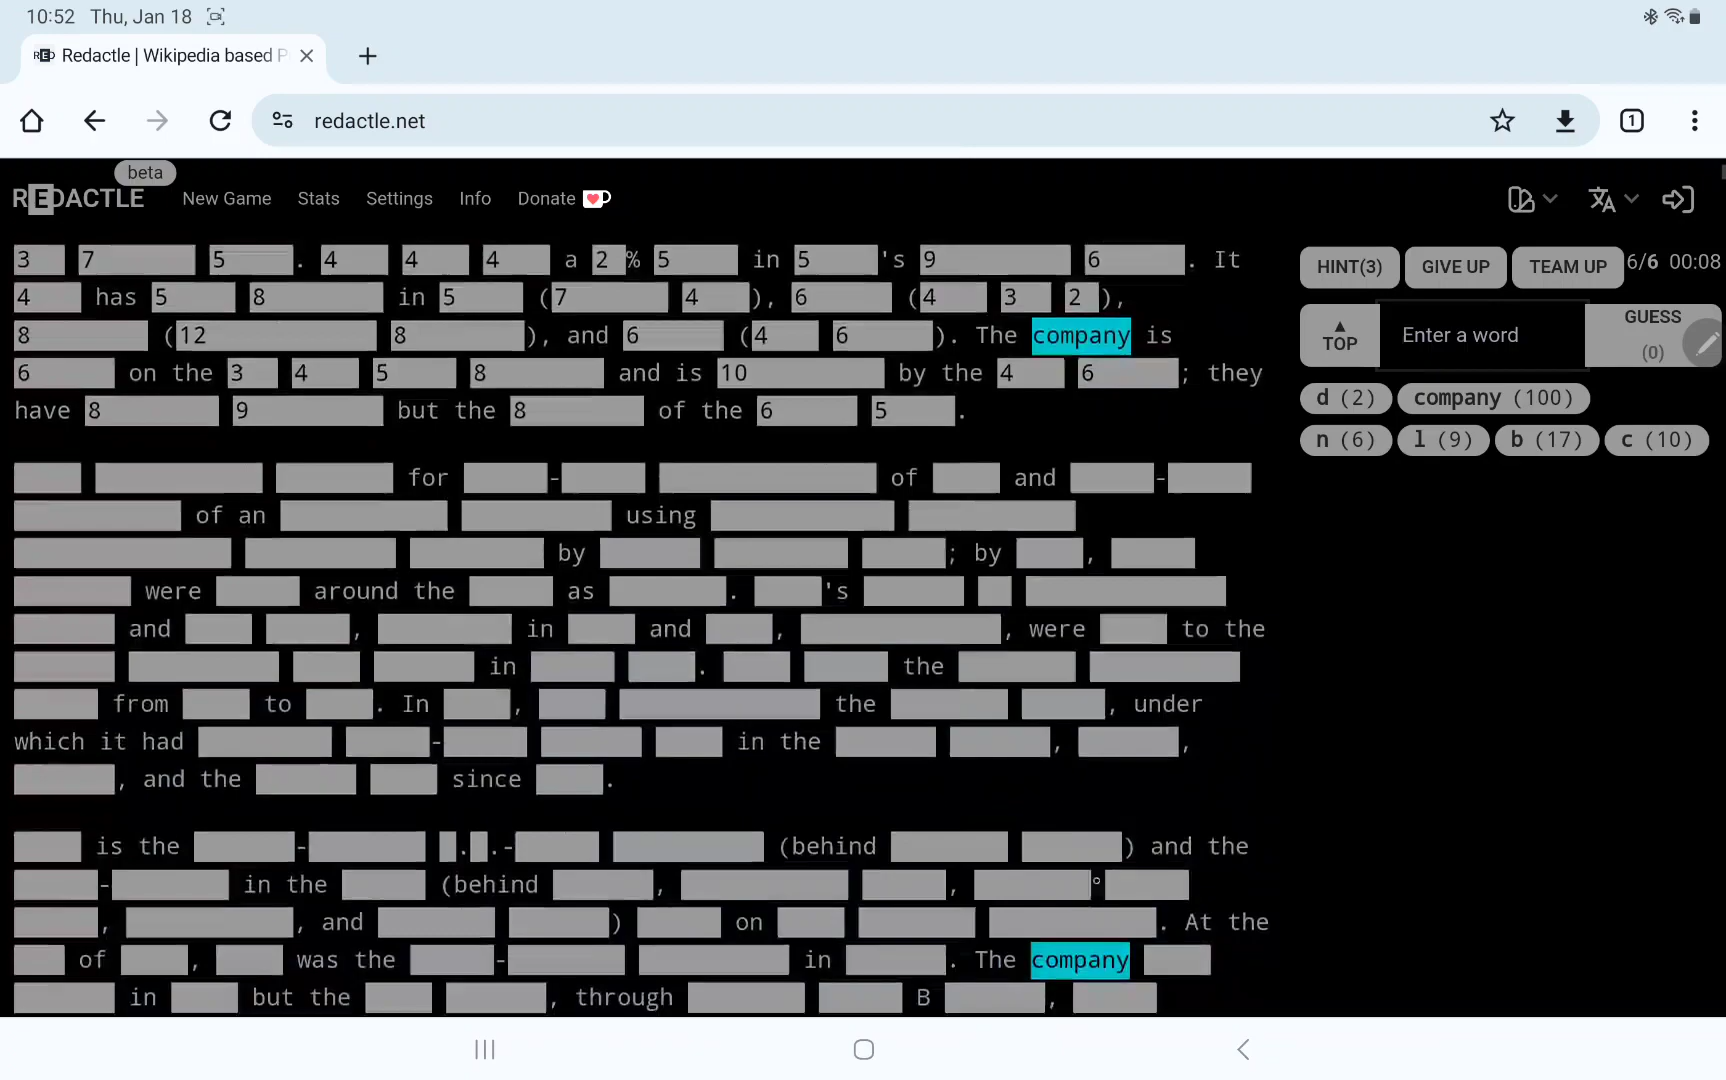 10:52 Thu, Jan 18
RED Redactle | Wikipedia based P
redactle.net 1
beta
REDACTLE New Game Stats Settings Info Donate
3 7 5 . 4 4 4 a 2 % 5 in 5 's 9 6 . It
4 has 5 8 in 5 ( 7 4 ), 6 ( 4 3 2 ),
8 ( 12 8 ), and 6 ( 4 6 ). The company is
6 on the 3 4 5 8 and is 10 by the 4 6 ; they
have 8 9 but the 8 of the 6 5 .
for - of and -
of an using
by ; by ,
were around the as . 's
and , in and , , were to the
in . the
from to . In , the , under
which it had - in the , , ,
, and the since .
is the - . .- (behind ) and the
- in the (behind , , °
, , and ) on . At the
of , was the - in . The company
in but the , through B ,
HINT(3) GIVE UP TEAM UP 6/6 00:08
▲ TOP Enter a word GUESS (0)
d (2) company (100)
n (6) l (9) b (17) c (10)